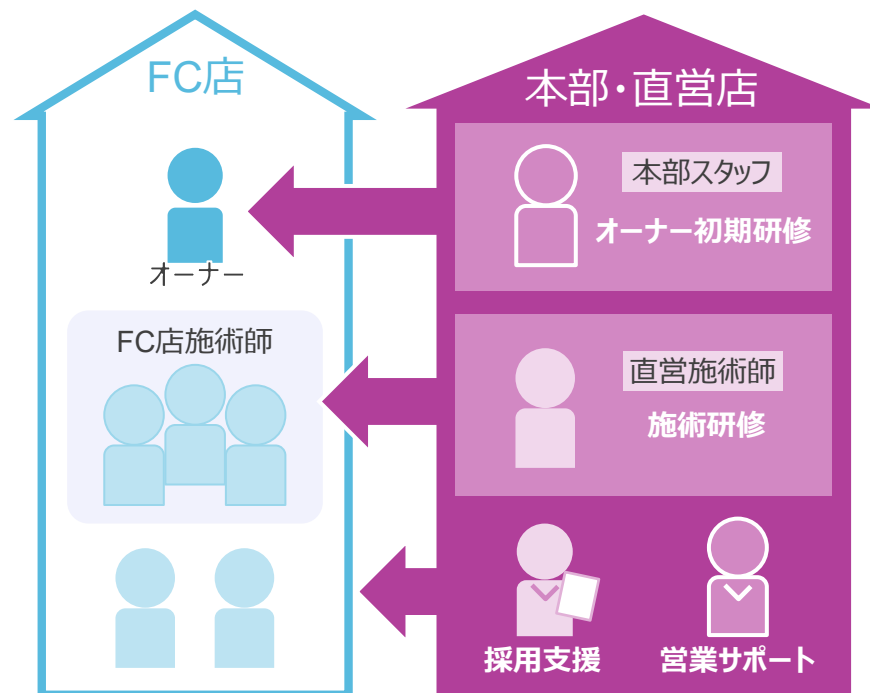 FC店
オーナー
FC店施術師
本部・直営店
本部スタッフ
オーナー初期研修
直営施術師
施術研修
採用支援
営業サポート